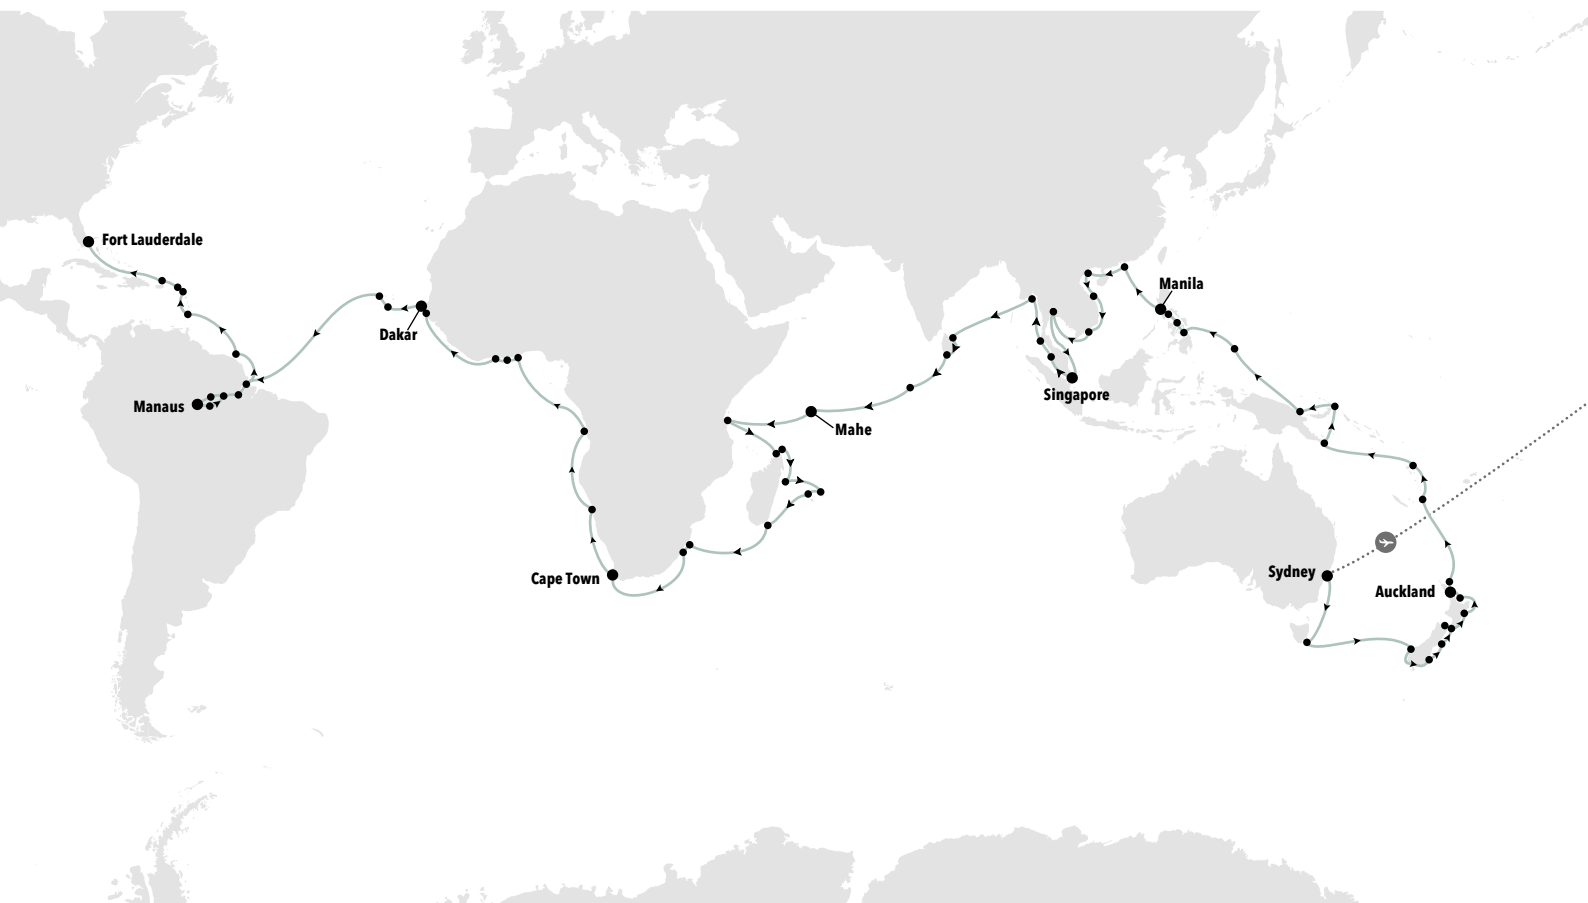 Fort Lauderdale
Manila
Dakar
Singapore
Manaus
Mahe
Sydney
Cape Town
Auckland